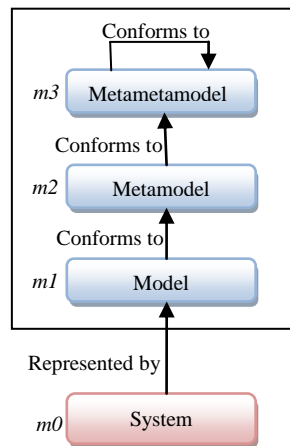 Conforms to
m3 Metametamodel
Conforms to
m2 Metamodel
Conforms to
m1 Model
Represented by
m0 System